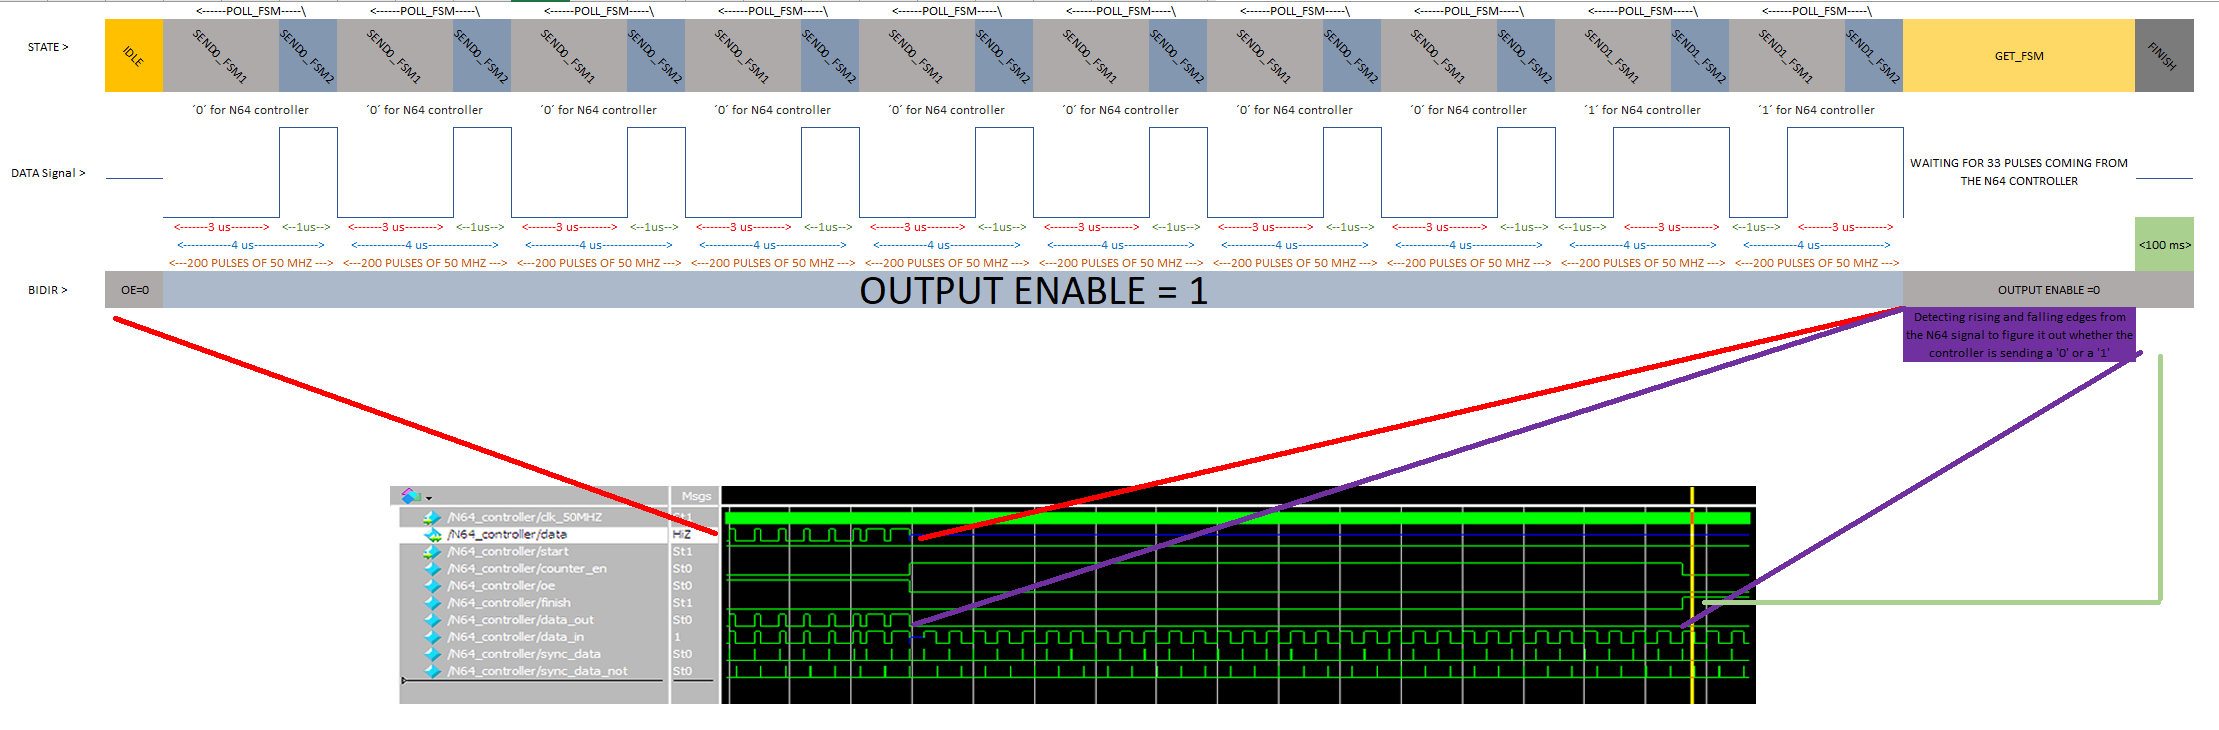 <------POLL_FSM-----\ <------POLL_FSM-----\ <------POLL_FSM-----\ <------POLL_FSM-----\ <------POLL_FSM-----\ <------POLL_FSM-----\ <------POLL_FSM-----\ <------POLL_FSM-----\ <------POLL_FSM-----\ <------POLL_FSM-----\
STATE > IDLE SEND0_FSM1 SEND0_FSM2 SEND0_FSM1 SEND0_FSM2 SEND0_FSM1 SEND0_FSM2 SEND0_FSM1 SEND0_FSM2 SEND0_FSM1 SEND0_FSM2 SEND0_FSM1 SEND0_FSM2 SEND0_FSM1 SEND0_FSM2 SEND0_FSM1 SEND0_FSM2 SEND1_FSM1 SEND1_FSM2 SEND1_FSM1 SEND1_FSM2 GET_FSM FINISH
´0´ for N64 controller ´0´ for N64 controller ´0´ for N64 controller ´0´ for N64 controller ´0´ for N64 controller ´0´ for N64 controller ´0´ for N64 controller ´0´ for N64 controller ´1´ for N64 controller ´1´ for N64 controller
DATA Signal >
WAITING FOR 33 PULSES COMING FROM
THE N64 CONTROLLER
<-------3 us--------> <--1us--> <-------3 us--------> <--1us--> <-------3 us--------> <--1us--> <-------3 us--------> <--1us--> <-------3 us--------> <--1us--> <-------3 us--------> <--1us--> <-------3 us--------> <--1us--> <-------3 us--------> <--1us--> <--1us--> <-------3 us--------> <--1us--> <-------3 us-------->
<-----------4 us-----------> <-----------4 us-----------> <-----------4 us-----------> <-----------4 us-----------> <-----------4 us-----------> <-----------4 us-----------> <-----------4 us-----------> <-----------4 us-----------> <-----------4 us-----------> <-----------4 us-----------> <100 ms>
<---200 PULSES OF 50 MHZ ---> <---200 PULSES OF 50 MHZ ---> <---200 PULSES OF 50 MHZ ---> <---200 PULSES OF 50 MHZ ---> <---200 PULSES OF 50 MHZ ---> <---200 PULSES OF 50 MHZ ---> <---200 PULSES OF 50 MHZ ---> <---200 PULSES OF 50 MHZ ---> <---200 PULSES OF 50 MHZ ---> <---200 PULSES OF 50 MHZ --->
BIDIR > OE=0 OUTPUT ENABLE = 1 OUTPUT ENABLE =0
Detecting rising and falling edges from
the N64 signal to figure it out whether the
controller is sending a '0' or a '1'
Msgs
/N64_controller/clk_50MHZ St1
/N64_controller/data HiZ
/N64_controller/start St1
/N64_controller/counter_en St0
/N64_controller/oe St0
/N64_controller/finish St1
/N64_controller/data_out St0
/N64_controller/data_in 1
/N64_controller/sync_data St0
/N64_controller/sync_data_not St0